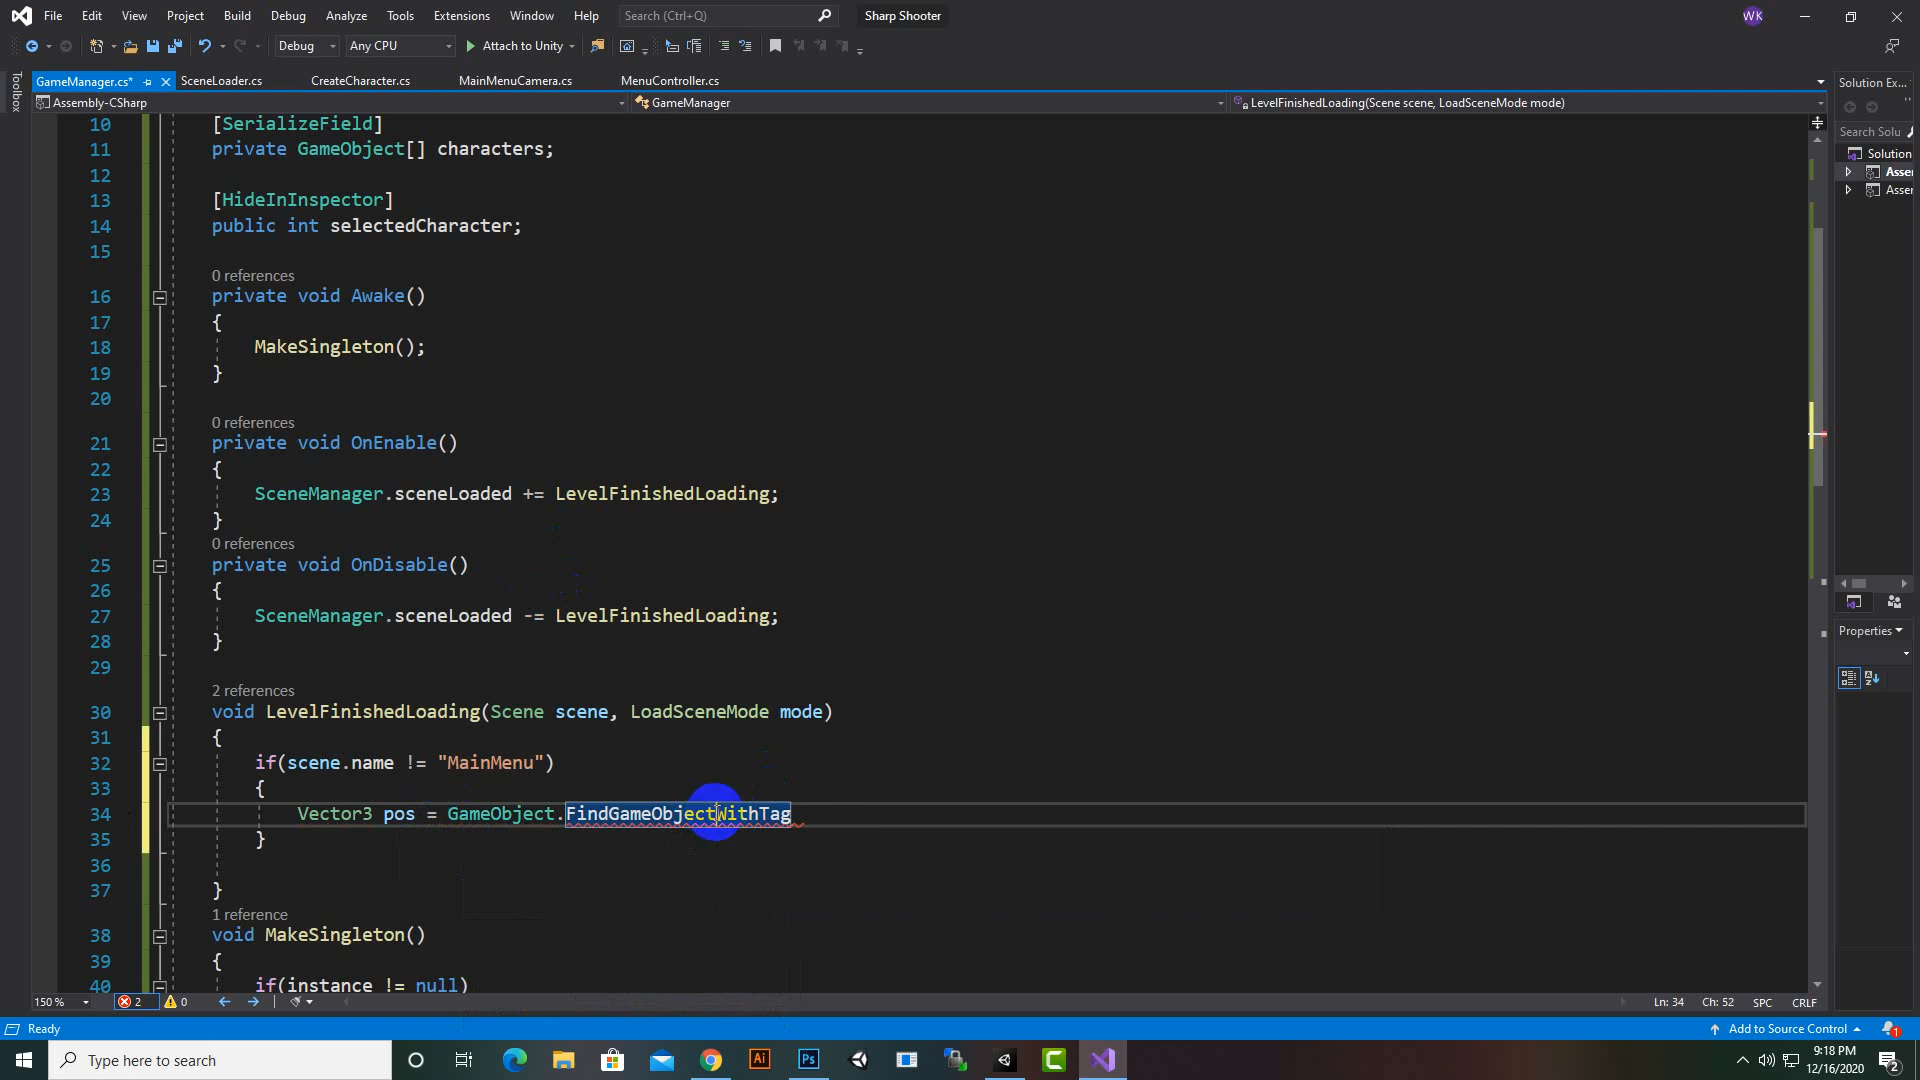 File Edit View Project Build Debug Test Analyze Tools Extensions Window Help Search (Ctrl+Q) Sharp Shooter WK
Debug Any CPU Attach to Unity
GameManager.cs* SceneLoader.cs CreateCharacter.cs MainMenuCamera.cs MenuController.cs
Assembly-CSharp GameManager LevelFinishedLoading(Scene scene, LoadSceneMode mode)
Toolbox
Solution Ex...
Search Solu
Solution
Asse
Asse
Properties
10 [SerializeField]
11 private GameObject[] characters;
12
13 [HideInInspector]
14 public int selectedCharacter;
15
0 references
16 private void Awake()
17 {
18 MakeSingleton();
19 }
20
0 references
21 private void OnEnable()
22 {
23 SceneManager.sceneLoaded += LevelFinishedLoading;
24 }
0 references
25 private void OnDisable()
26 {
27 SceneManager.sceneLoaded -= LevelFinishedLoading;
28 }
29
2 references
30 void LevelFinishedLoading(Scene scene, LoadSceneMode mode)
31 {
32 if(scene.name != "MainMenu")
33 {
34 Vector3 pos = GameObject.FindGameObjectWithTag
35 }
36
37 }
1 reference
38 void MakeSingleton()
39 {
40 if(instance != null)
150 % 2 0 Ln: 34 Ch: 52 SPC CRLF
Ready Add to Source Control 1
Type here to search 9:18 PM
12/16/2020 2